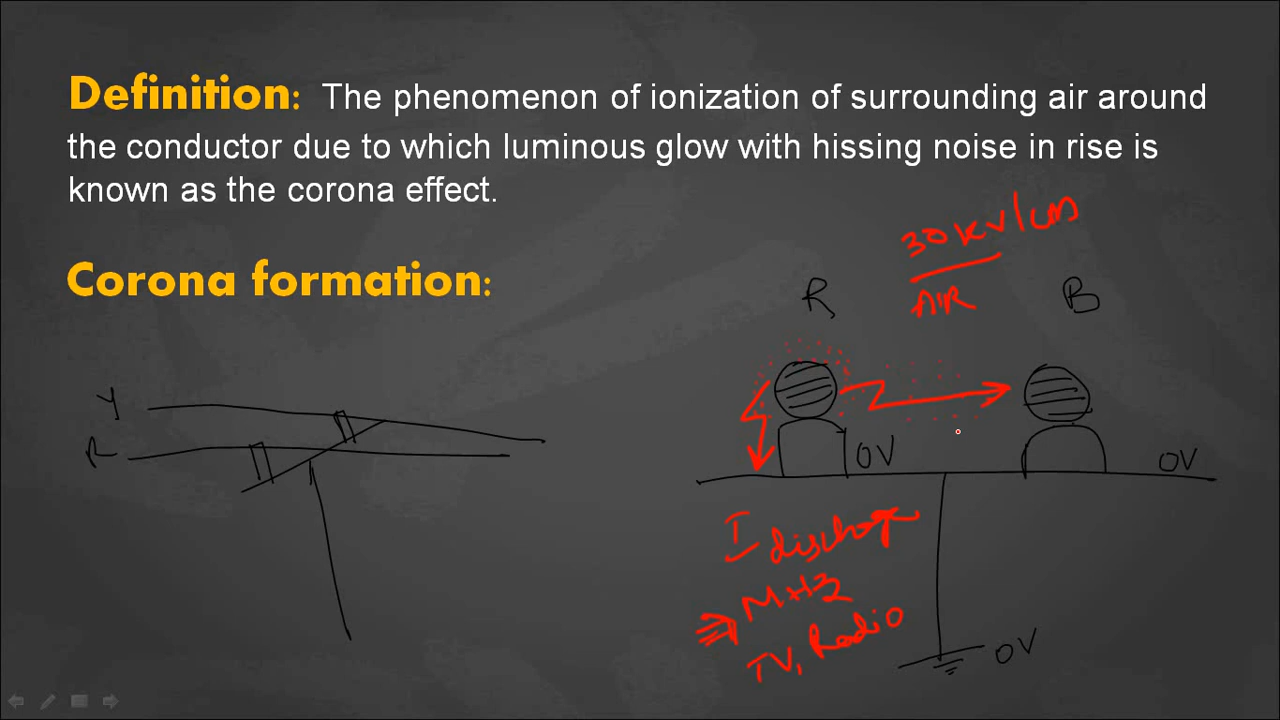 Definition: The phenomenon of ionization of surrounding air around
the conductor due to which luminous glow with hissing noise in rise is
known as the corona effect.
Corona formation:
30 KV/cm
AIR
R
B
Y
R
0V
0V
I discharge
MHz
TV, Radio
0V